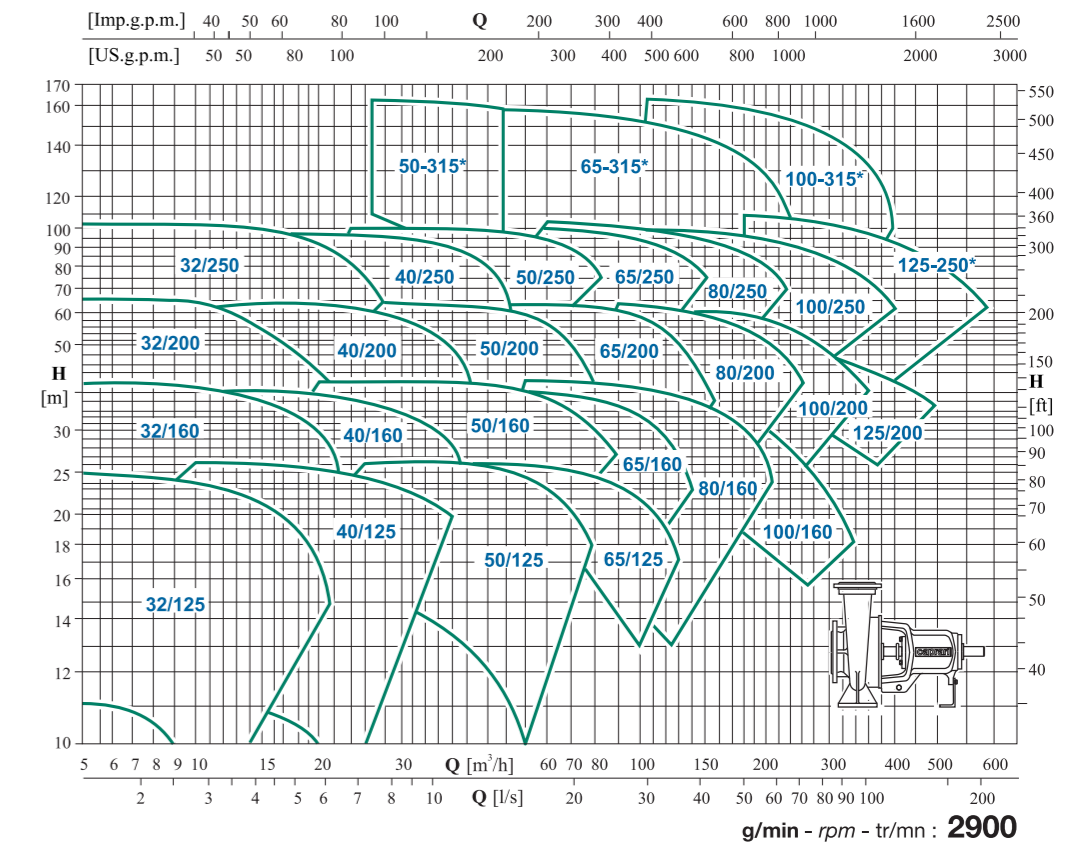 [Imp.g.p.m.] 40 50 60 80 100 Q 200 300 400 600 800 1000 1600 2500
[US.g.p.m.] 50 50 80 100 200 300 400 500 600 800 1000 2000 3000
170
160
140
120
100
90
80
70
60
50
H
[m]
30
25
20
18
16
14
12
10
550
500
450
400
360
300
200
150
H
[ft]
100
90
80
70
60
50
40
50-315* 65-315* 100-315*
32/250 40/250 50/250 65/250 80/250 100/250 125-250*
32/200 40/200 50/200 65/200 80/200 100/200 125/200
32/160 40/160 50/160 65/160 80/160 100/160
32/125 40/125 50/125 65/125
caprari
5 6 7 8 9 10 15 20 30 Q [m³/h] 60 70 80 100 150 200 300 400 500 600
2 3 4 5 6 7 8 10 Q [l/s] 20 30 40 50 60 70 80 90 100 200
g/min - rpm - tr/mn : 2900